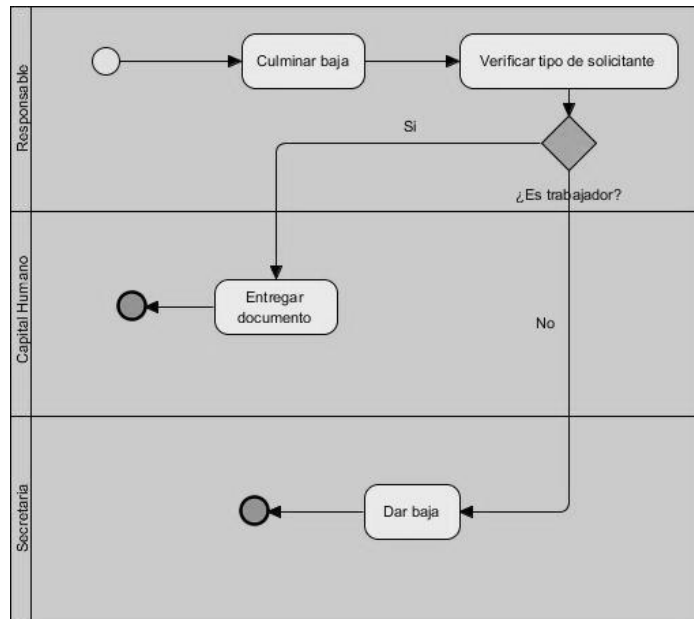 Responsable
Culminar baja
Verificar tipo de solicitante
Si
¿Es trabajador?
Capital Humano
Entregar
documento
No
Secretaria
Dar baja